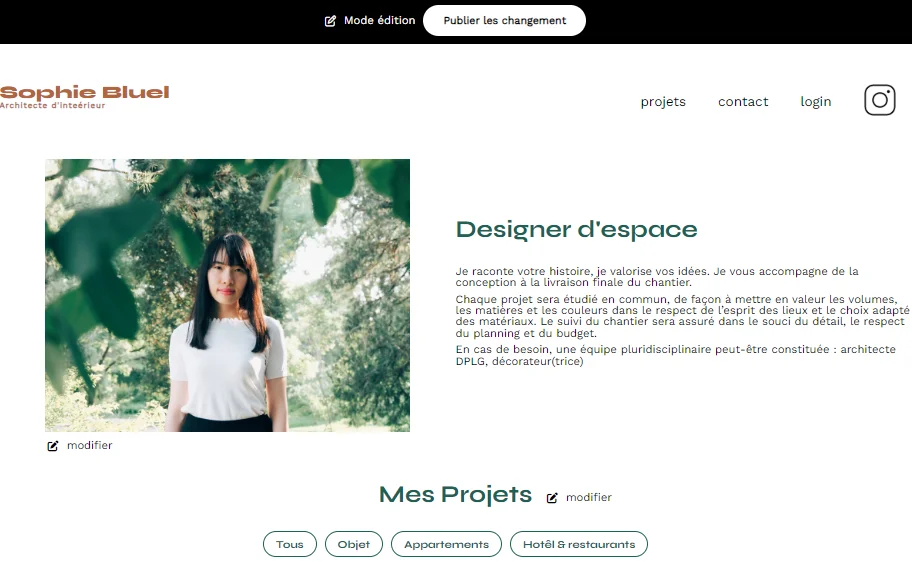 Mode édition Publier les changement
Sophie Bluel
Architecte d'inteérieur
projets contact login
Designer d'espace
Je raconte votre histoire, je valorise vos idées. Je vous accompagne de la
conception à la livraison finale du chantier.
Chaque projet sera étudié en commun, de façon à mettre en valeur les volumes,
les matières et les couleurs dans le respect de l'esprit des lieux et le choix adapté
des matériaux. Le suivi du chantier sera assuré dans le souci du détail, le respect
du planning et du budget.
En cas de besoin, une équipe pluridisciplinaire peut-être constituée : architecte
DPLG, décorateur(trice)
modifier
Mes Projets modifier
Tous Objet Appartements Hotêl & restaurants